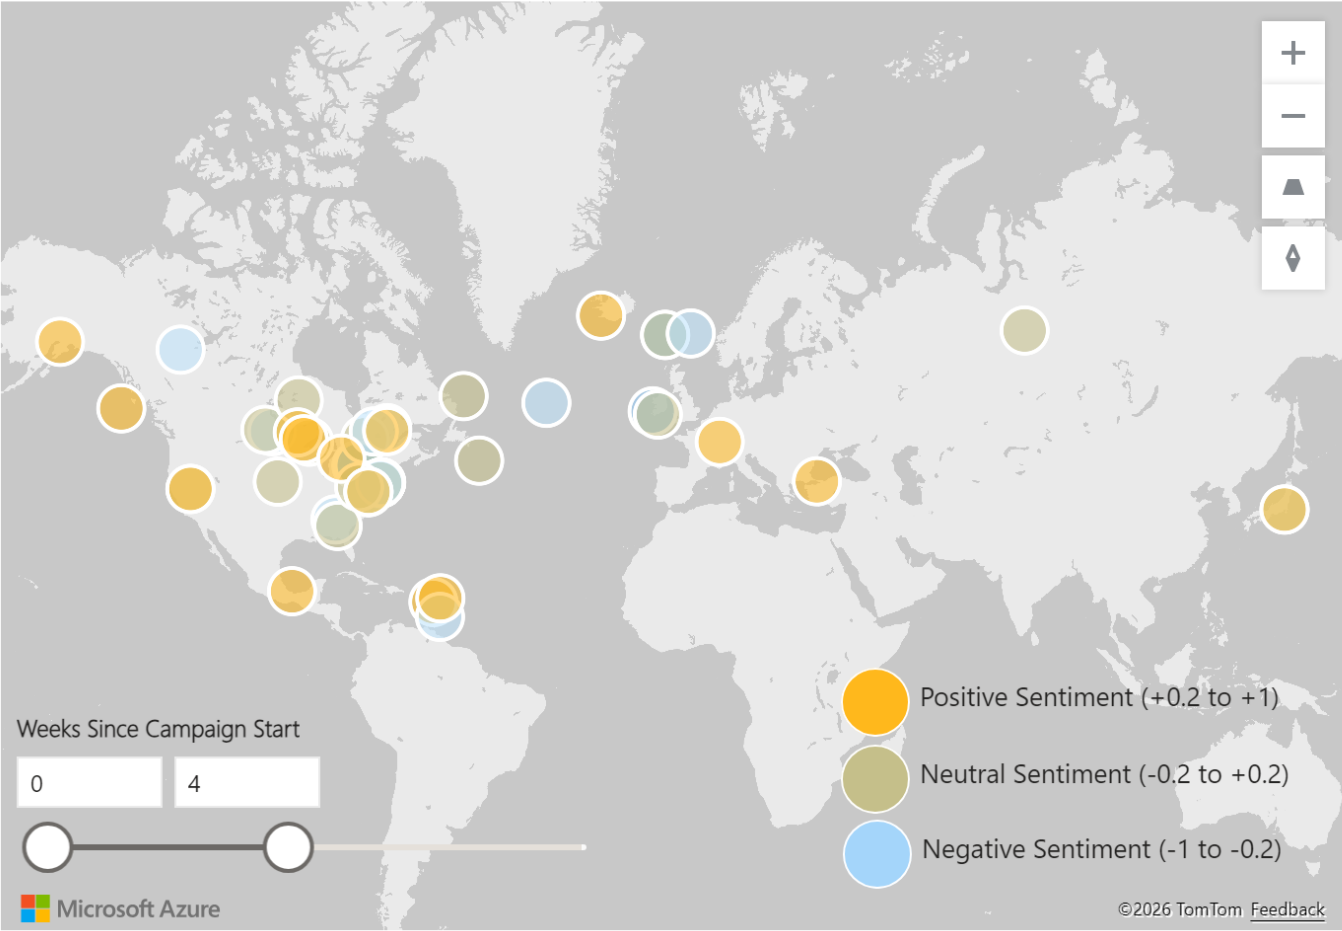 Positive Sentiment (+0.2 to +1)
Weeks Since Campaign Start
Neutral Sentiment (-0.2 to +0.2)
0
4
Negative Sentiment (-1 to -0.2)
Microsoft Azure
©2026 TomTom Feedback